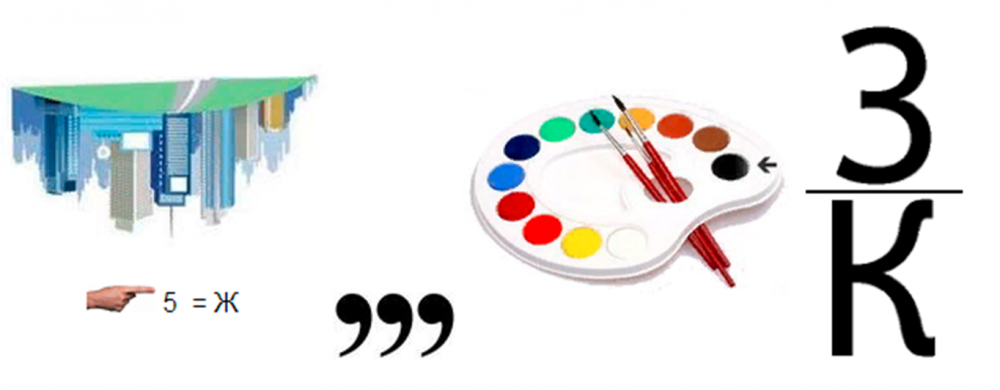 З
К
5 = Ж
,,,